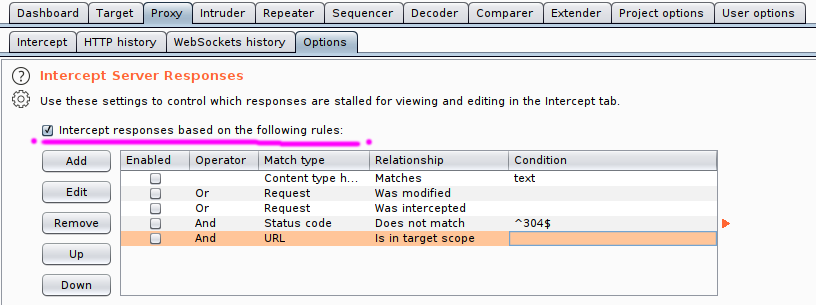 Dashboard Target Proxy Intruder Repeater Sequencer Decoder Comparer Extender Project options User options
Intercept HTTP history WebSockets history Options
? Intercept Server Responses
Use these settings to control which responses are stalled for viewing and editing in the Intercept tab.
Intercept responses based on the following rules:
Add
Edit
Remove
Up
Down
Enabled Operator Match type Relationship Condition
Content type h... Matches text
Or Request Was modified
Or Request Was intercepted
And Status code Does not match ^304$
And URL Is in target scope